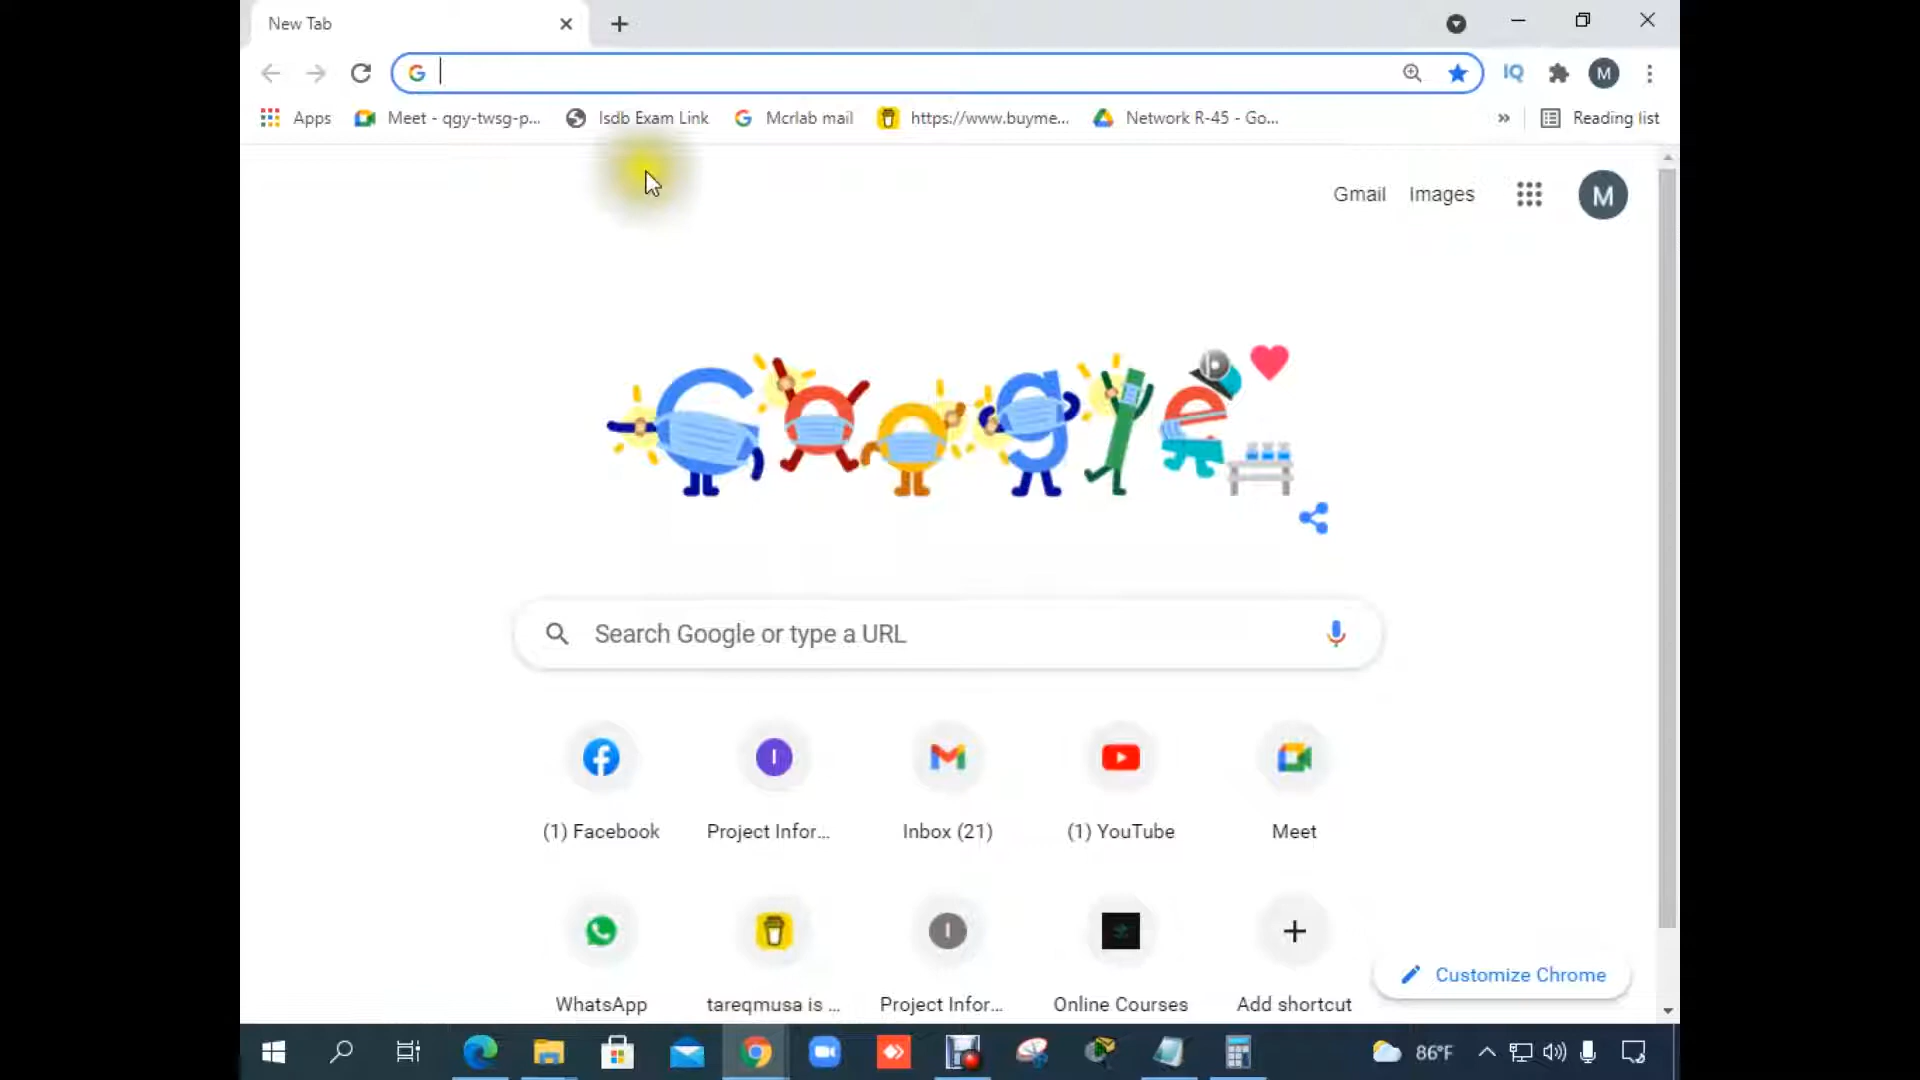 New Tab
Apps
Meet - qgy-twsg-p...
Isdb Exam Link
Mcrlab mail
https://www.buyme...
Network R-45 - Go...
Reading list
Gmail
Images
M
Search Google or type a URL
(1) Facebook
Project Infor...
Inbox (21)
(1) YouTube
Meet
WhatsApp
tareqmusa is ...
Project Infor...
Online Courses
Add shortcut
Customize Chrome
86°F